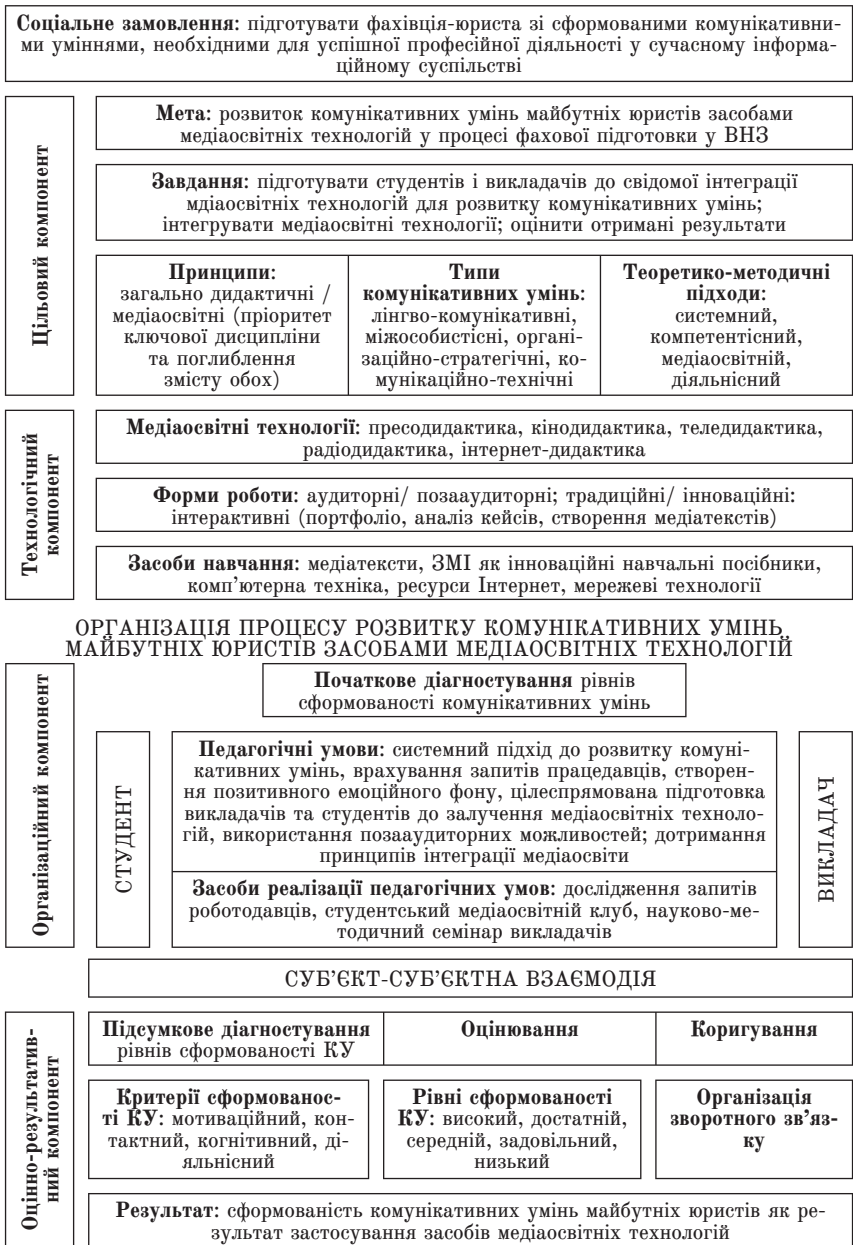 Соціальне замовлення: підготувати фахівця-юриста зі сформованими комунікативни-
ми уміннями, необхідними для успішної професійної діяльності у сучасному інформа-
ційному суспільстві
Цільовий компонент
Мета: розвиток комунікативних умінь майбутніх юристів засобами
медіаосвітніх технологій у процесі фахової підготовки у ВНЗ
Завдання: підготувати студентів і викладачів до свідомої інтеграції
мдіаосвітніх технологій для розвитку комунікативних умінь;
інтегрувати медіаосвітні технології; оцінити отримані результати
Принципи:
загально дидактичні /
медіаосвітні (пріоритет
ключової дисципліни
та поглиблення
змісту обох)
Типи
комунікативних умінь:
лінгво-комунікативні,
міжособистісні, органі-
заційно-стратегічні, ко-
мунікаційно-технічні
Теоретико-методичні
підходи:
системний,
компетентісний,
медіаосвітній,
діяльнісний
Технологічний
компонент
Медіаосвітні технології: пресодидактика, кінодидактика, теледидактика,
радіодидактика, інтернет-дидактика
Форми роботи: аудиторні/ позааудиторні; традиційні/ інноваційні:
інтерактивні (портфоліо, аналіз кейсів, створення медіатекстів)
Засоби навчання: медіатексти, ЗМІ як інноваційні навчальні посібники,
комп’ютерна техніка, ресурси Інтернет, мережеві технології
ОРГАНІЗАЦІЯ ПРОЦЕСУ РОЗВИТКУ КОМУНІКАТИВНИХ УМІНЬ
МАЙБУТНІХ ЮРИСТІВ ЗАСОБАМИ МЕДІАОСВІТНІХ ТЕХНОЛОГІЙ
Організаційний компонент
Початкове діагностування рівнів
сформованості комунікативних умінь
СТУДЕНТ
Педагогічні умови: системний підхід до розвитку комуні-
кативних умінь, врахування запитів працедавців, створен-
ня позитивного емоційного фону, цілеспрямована підготовка
викладачів та студентів до залучення медіаосвітніх техноло-
гій, використання позааудиторних можливостей; дотримання
принципів інтеграції медіаосвіти
Засоби реалізації педагогічних умов: дослідження запитів
роботодавців, студентський медіаосвітній клуб, науково-ме-
тодичний семінар викладачів
ВИКЛАДАЧ
СУБ’ЄКТ-СУБ’ЄКТНА ВЗАЄМОДІЯ
Оцінно-результатив-
ний компонент
Підсумкове діагностування
рівнів сформованості КУ
Оцінювання
Коригування
Критерії сформованос-
ті КУ: мотиваційний, кон-
тактний, когнітивний, ді-
яльнісний
Рівні сформованості
КУ: високий, достатній,
середній, задовільний,
низький
Організація
зворотного зв’яз-
ку
Результат: сформованість комунікативних умінь майбутніх юристів як ре-
зультат застосування засобів медіаосвітніх технологій